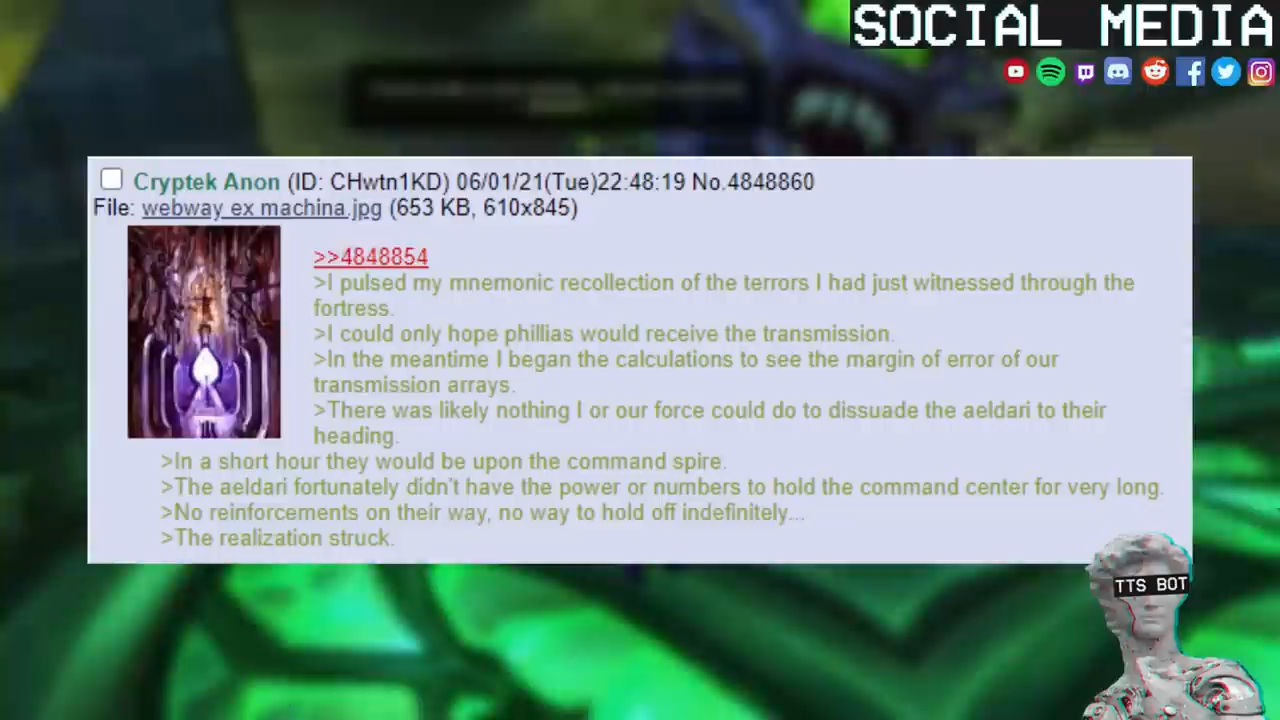 SOCIAL MEDIA
Cryptek Anon (ID: CHwtn1KD) 06/01/21(Tue)22:48:19 No.4848860
File: webway ex machina.jpg (653 KB, 610x845)
>>4848854
>I pulsed my mnemonic recollection of the terrors I had just witnessed through the
fortress.
>I could only hope phillias would receive the transmission.
>In the meantime I began the calculations to see the margin of error of our
transmission arrays.
>There was likely nothing I or our force could do to dissuade the aeldari to their
heading.
>In a short hour they would be upon the command spire.
>The aeldari fortunately didn't have the power or numbers to hold the command center for very long.
>No reinforcements on their way, no way to hold off indefinitely...
>The realization struck.
TTS BOT